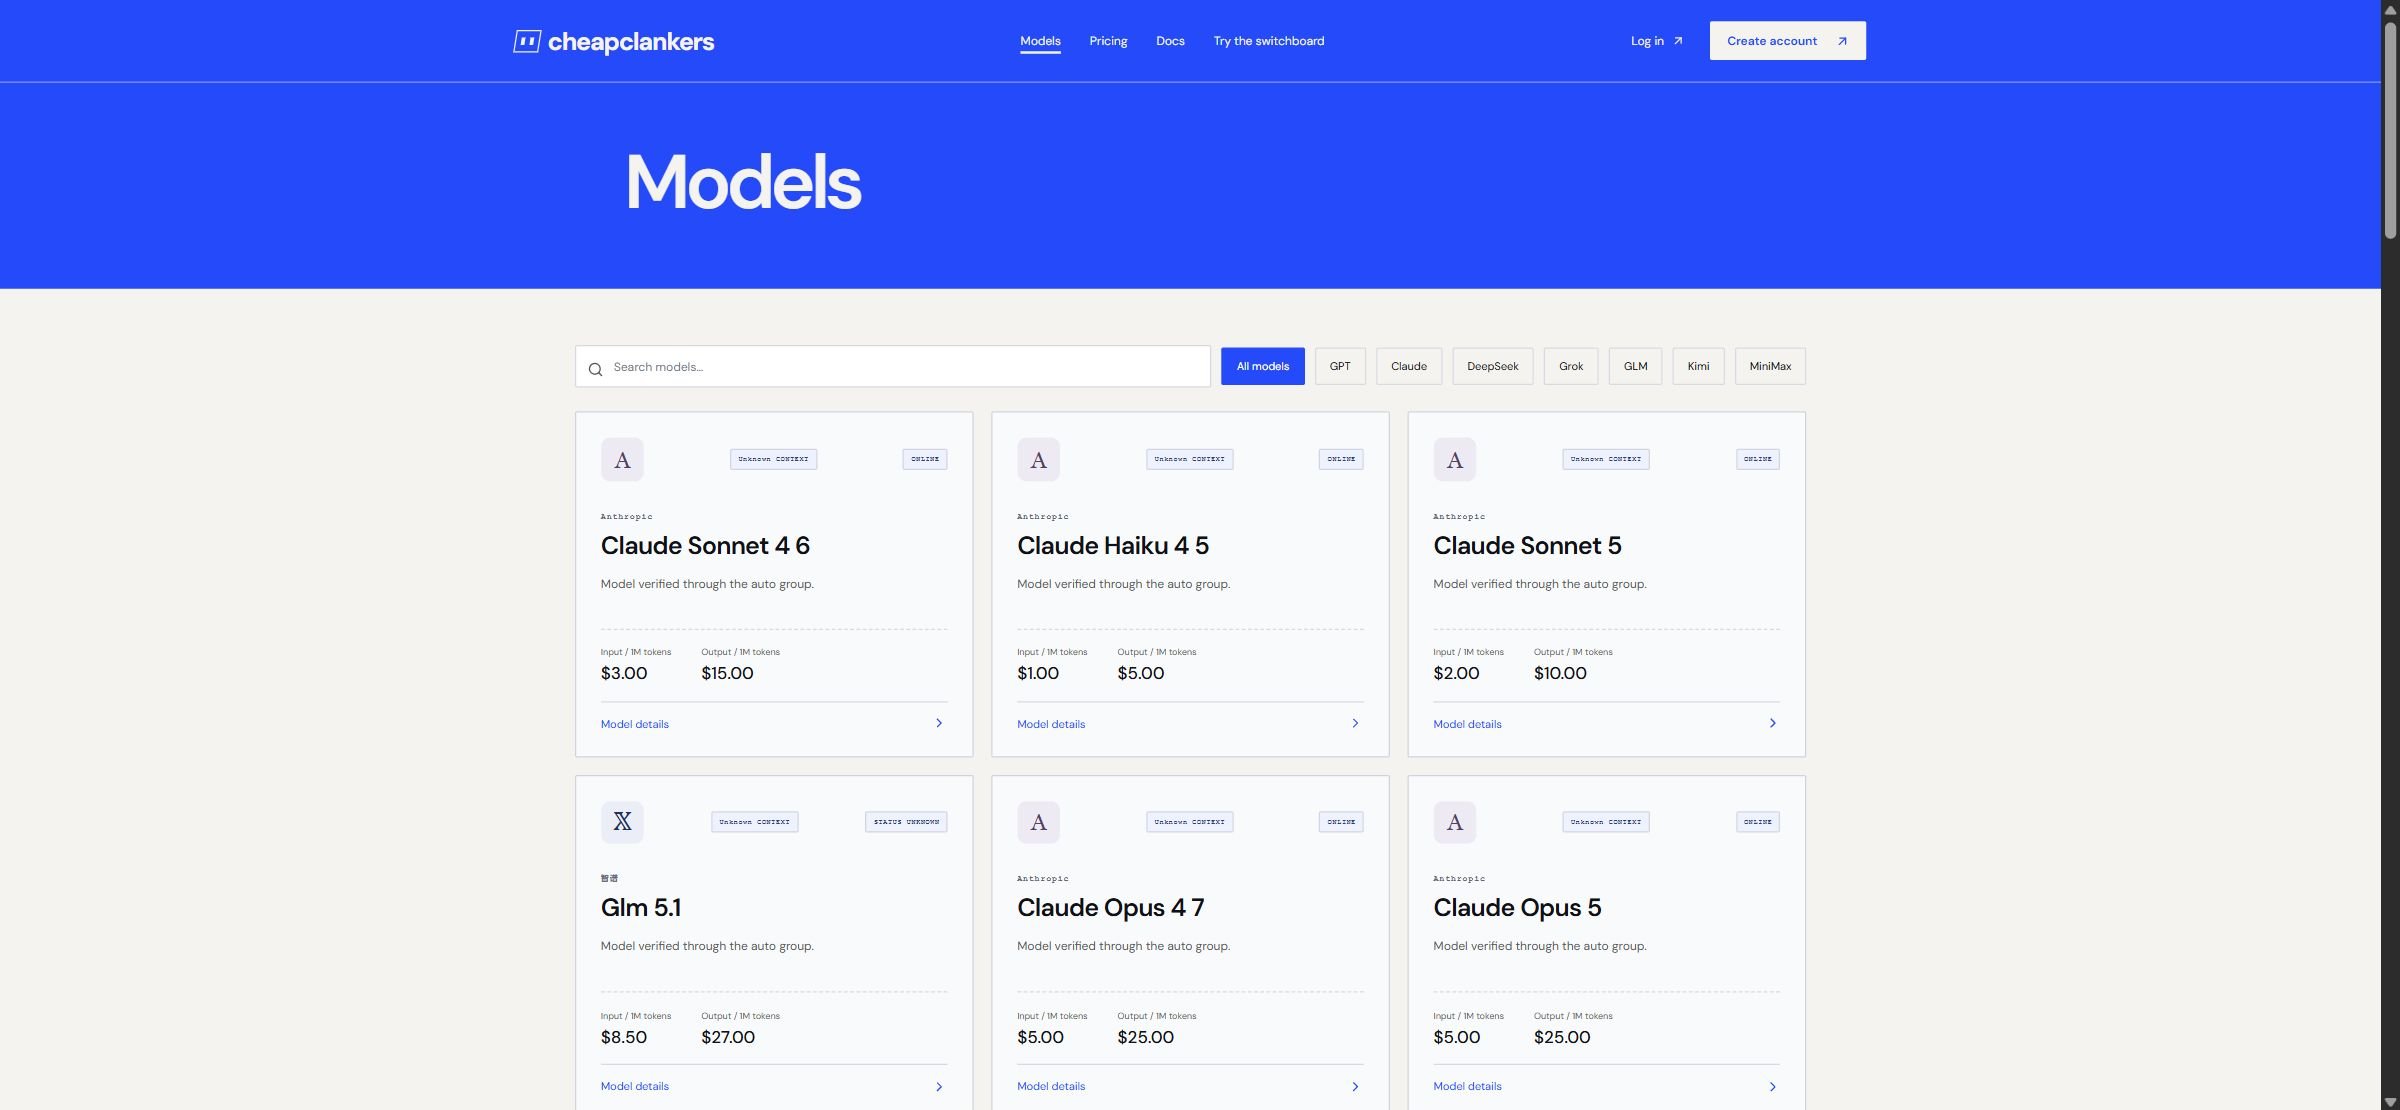 cheapclankers
Models
Pricing
Docs
Try the switchboard
Log in
Create account
Models
Search models...
All models
GPT
Claude
DeepSeek
Grok
GLM
Kimi
MiniMax
A
Unknown CONTEXT
ONLINE
Anthropic
Claude Sonnet 4 6
Model verified through the auto group.
Input / 1M tokens
Output / 1M tokens
$3.00
$15.00
Model details
A
Unknown CONTEXT
ONLINE
Anthropic
Claude Haiku 4 5
Model verified through the auto group.
Input / 1M tokens
Output / 1M tokens
$1.00
$5.00
Model details
A
Unknown CONTEXT
ONLINE
Anthropic
Claude Sonnet 5
Model verified through the auto group.
Input / 1M tokens
Output / 1M tokens
$2.00
$10.00
Model details
X
Unknown CONTEXT
STATUS UNKNOWN
智谱
Glm 5.1
Model verified through the auto group.
Input / 1M tokens
Output / 1M tokens
$8.50
$27.00
Model details
A
Unknown CONTEXT
ONLINE
Anthropic
Claude Opus 4 7
Model verified through the auto group.
Input / 1M tokens
Output / 1M tokens
$5.00
$25.00
Model details
A
Unknown CONTEXT
ONLINE
Anthropic
Claude Opus 5
Model verified through the auto group.
Input / 1M tokens
Output / 1M tokens
$5.00
$25.00
Model details